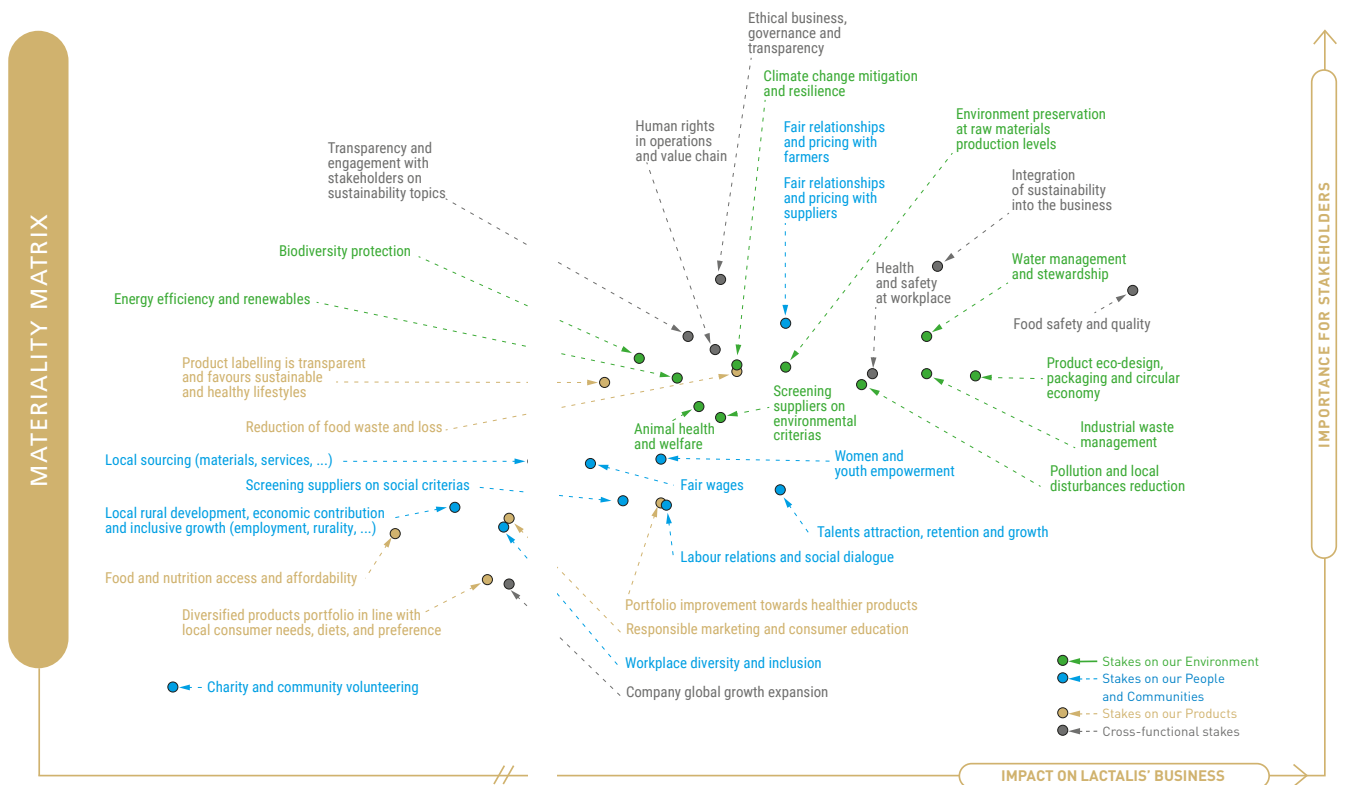 MATERIALITY MATRIX
Ethical business,
governance and
transparency
Climate change mitigation
and resilience
Human rights
in operations
and value chain
Fair relationships
and pricing with
farmers
Fair relationships
and pricing with
suppliers
Environment preservation
at raw materials
production levels
Transparency and
engagement with
stakeholders on
sustainability topics
Integration
of sustainability
into the business
Biodiversity protection
Health
and safety
at workplace
Water management
and stewardship
Energy efficiency and renewables
Food safety and quality
Product labelling is transparent
and favours sustainable
and healthy lifestyles
Product eco-design,
packaging and circular
economy
Screening
suppliers on
environmental
criterias
Reduction of food waste and loss
Animal health
and welfare
Industrial waste
management
Local sourcing (materials, services, ...)
Women and
youth empowerment
Pollution and local
disturbances reduction
Screening suppliers on social criterias
Fair wages
Local rural development, economic contribution
and inclusive growth (employment, rurality, ...)
Talents attraction, retention and growth
Labour relations and social dialogue
Food and nutrition access and affordability
Diversified products portfolio in line with
local consumer needs, diets, and preference
Portfolio improvement towards healthier products
Responsible marketing and consumer education
Workplace diversity and inclusion
Charity and community volunteering
Company global growth expansion
Stakes on our Environment
Stakes on our People
and Communities
Stakes on our Products
Cross-functional stakes
IMPORTANCE FOR STAKEHOLDERS
IMPACT ON LACTALIS' BUSINESS